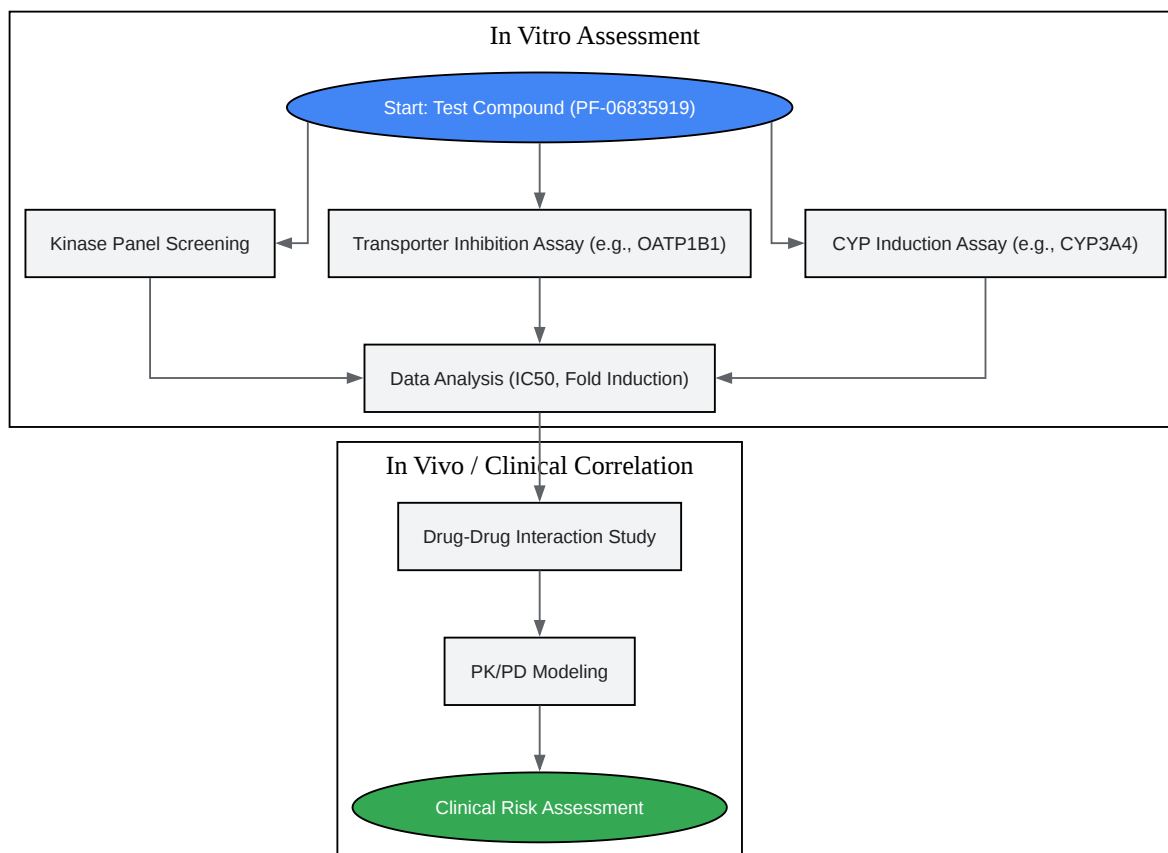 In Vitro Assessment
Start: Test Compound (PF-06835919)
Kinase Panel Screening
Transporter Inhibition Assay (e.g., OATP1B1)
CYP Induction Assay (e.g., CYP3A4)
Data Analysis (IC50, Fold Induction)
In Vivo / Clinical Correlation
Drug-Drug Interaction Study
PK/PD Modeling
Clinical Risk Assessment